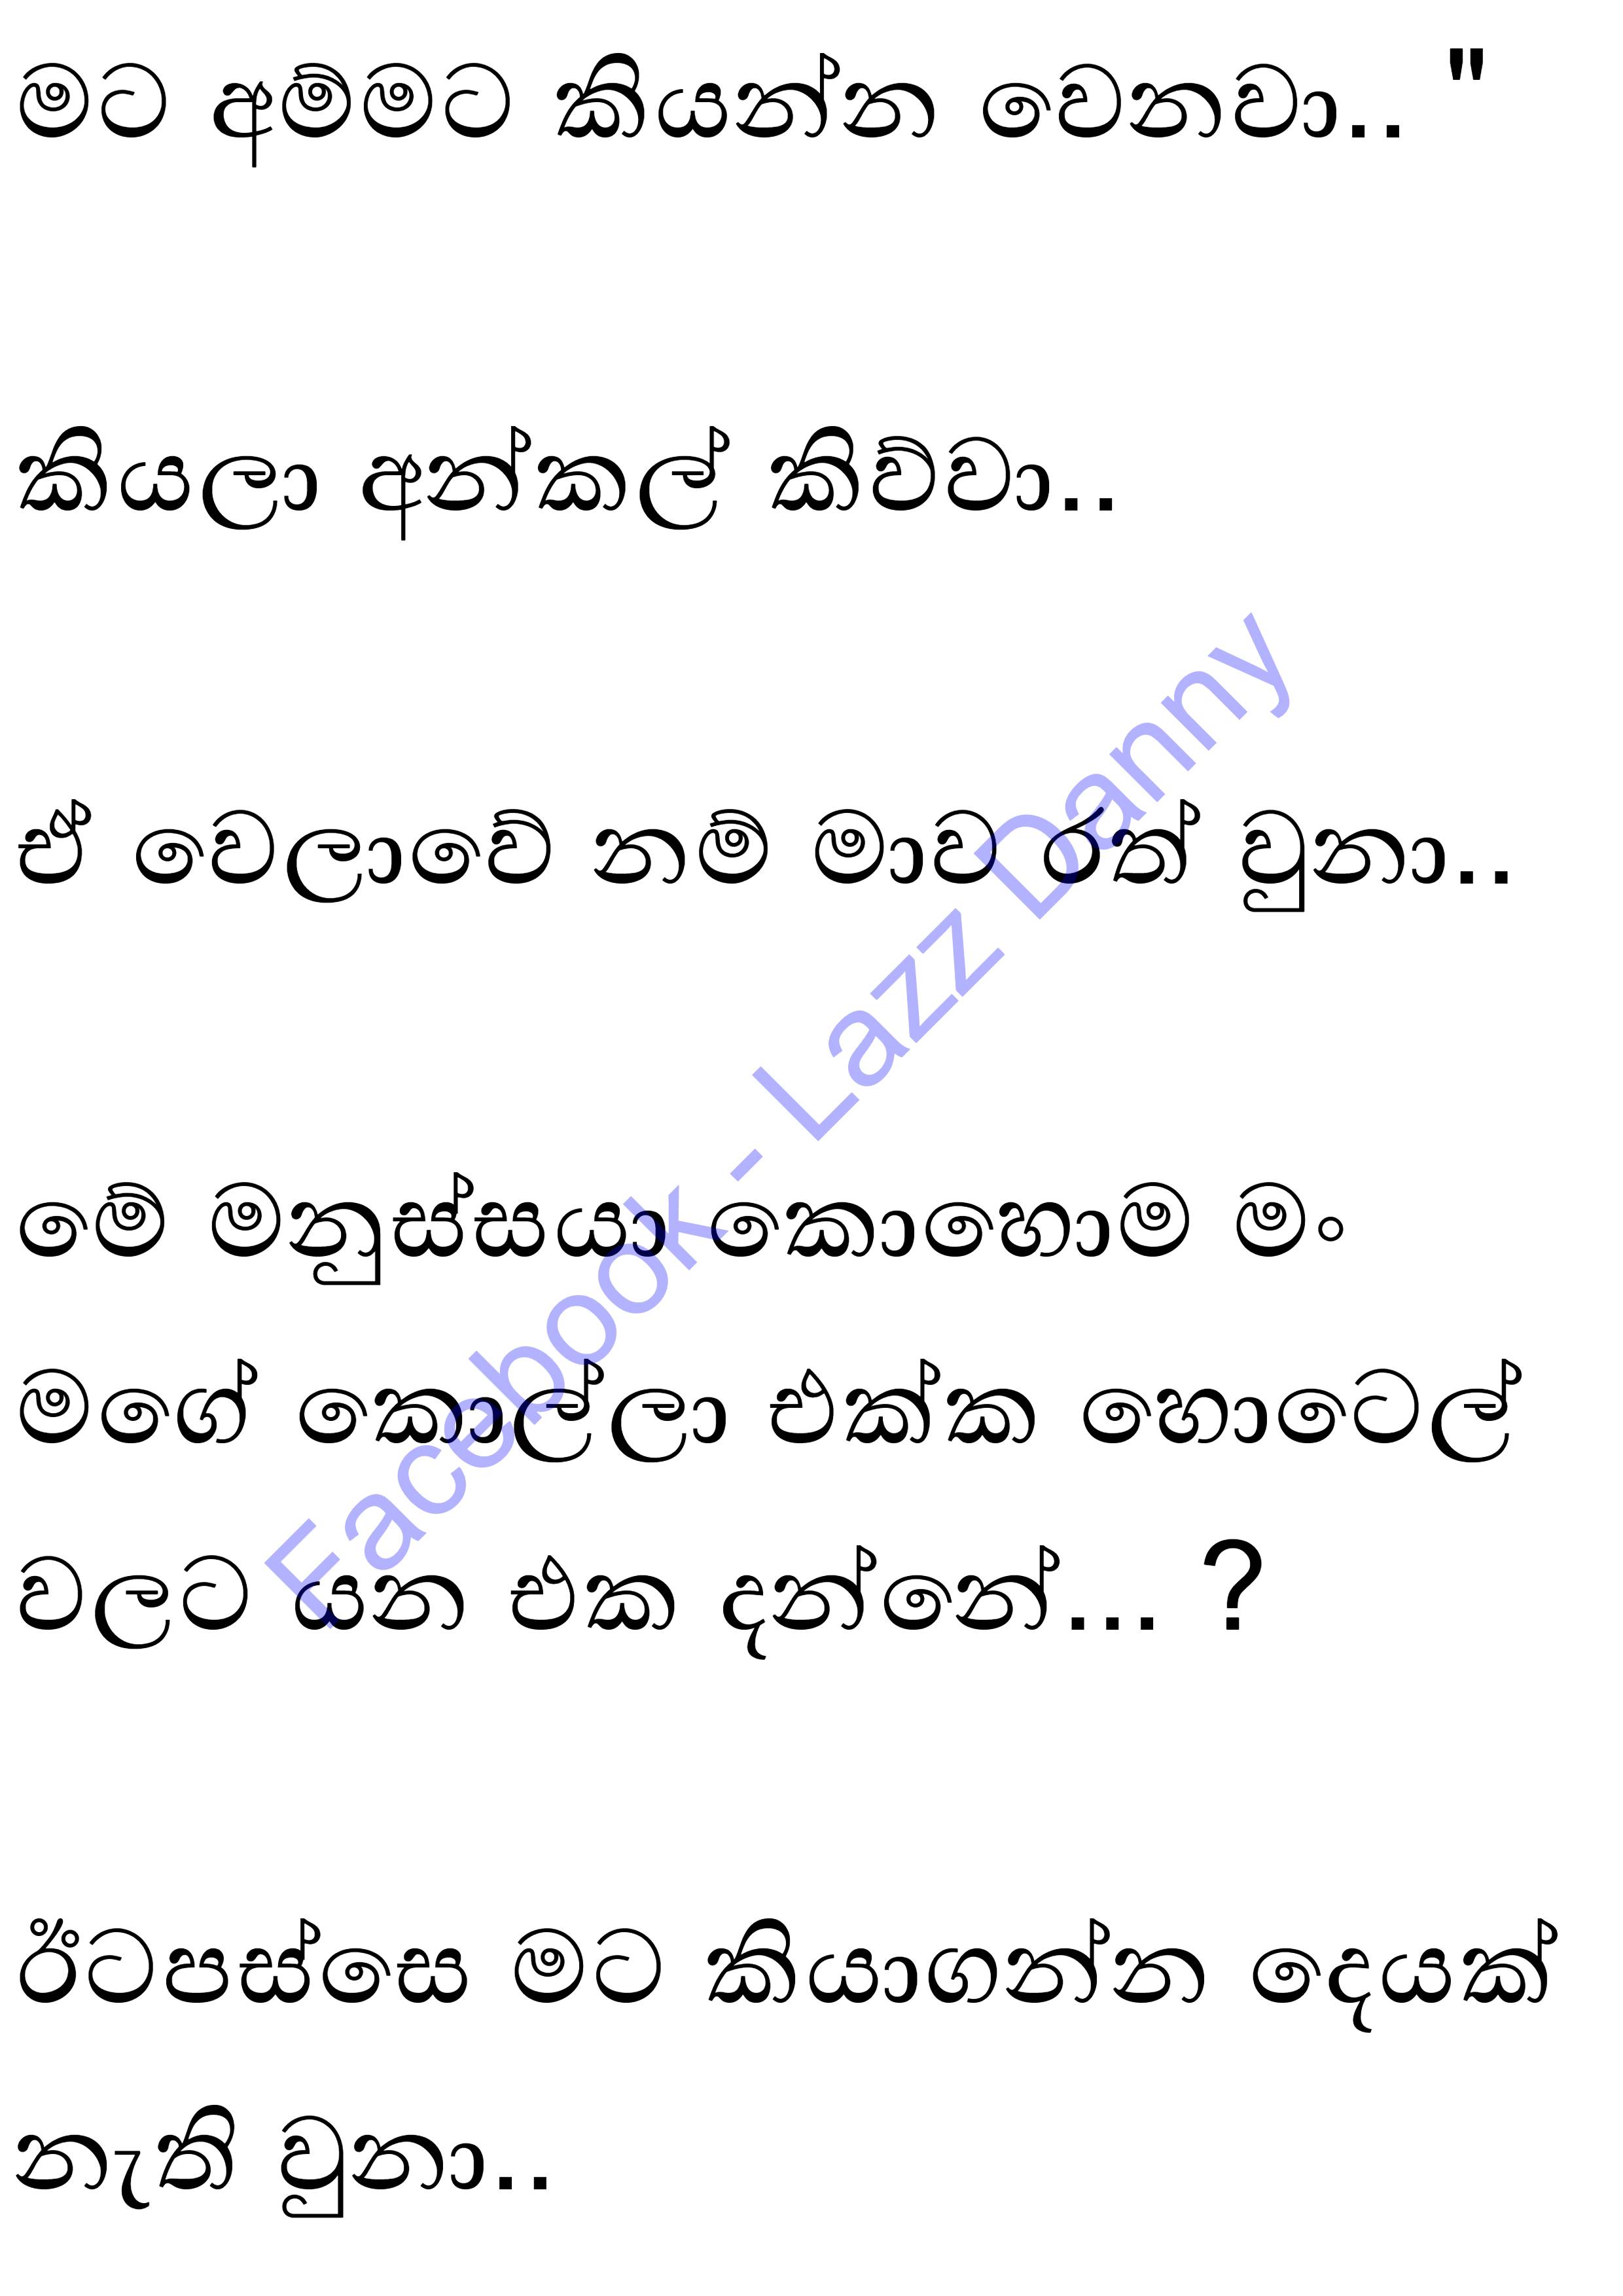 මට අම්මට කියන්න වෙනවා.. "
කියලා අන්කල් කිව්වා..
ඒ වෙලාවේ නම් මාව රත් වුනා..
මේ මනුස්සයා කොහොම මං
මගේ කොල්ලා එක්ක හොටෙල්
වලට යන එක දන්නේ... ?
ඊටපස්සෙ මට කියාගන්න දෙයක්
නැති වුනා..
Facebook - Lazz Danny